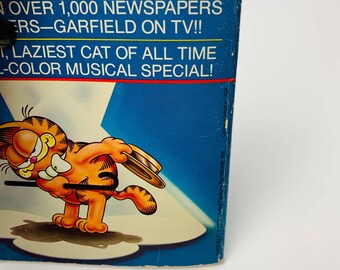 OVER 1,000 NEWSPAPERS
ERS—GARFIELD ON TV!!
, LAZIEST CAT OF ALL TIME
L-COLOR MUSICAL SPECIAL!